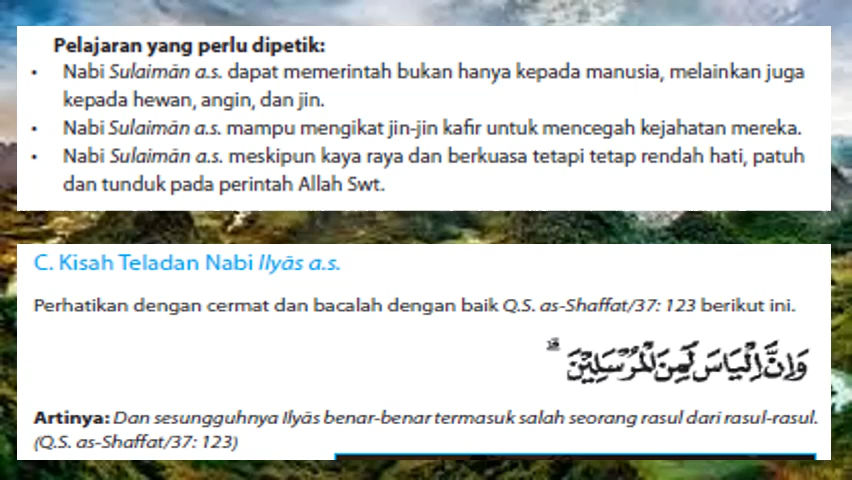 Pelajaran yang perlu dipetik:
• Nabi Sulaimān a.s. dapat memerintah bukan hanya kepada manusia, melainkan juga
kepada hewan, angin, dan jin.
• Nabi Sulaimān a.s. mampu mengikat jin-jin kafir untuk mencegah kejahatan mereka.
• Nabi Sulaimān a.s. meskipun kaya raya dan berkuasa tetapi tetap rendah hati, patuh
dan tunduk pada perintah Allah Swt.
C. Kisah Teladan Nabi Ilyās a.s.
Perhatikan dengan cermat dan bacalah dengan baik Q.S. as-Shaffat/37: 123 berikut ini.
وَاِنَّ اِلْيَاسَ لَمِنَ الْمُرْسَلِيْنَۗ
Artinya: Dan sesungguhnya Ilyās benar-benar termasuk salah seorang rasul dari rasul-rasul.
(Q.S. as-Shaffat/37: 123)